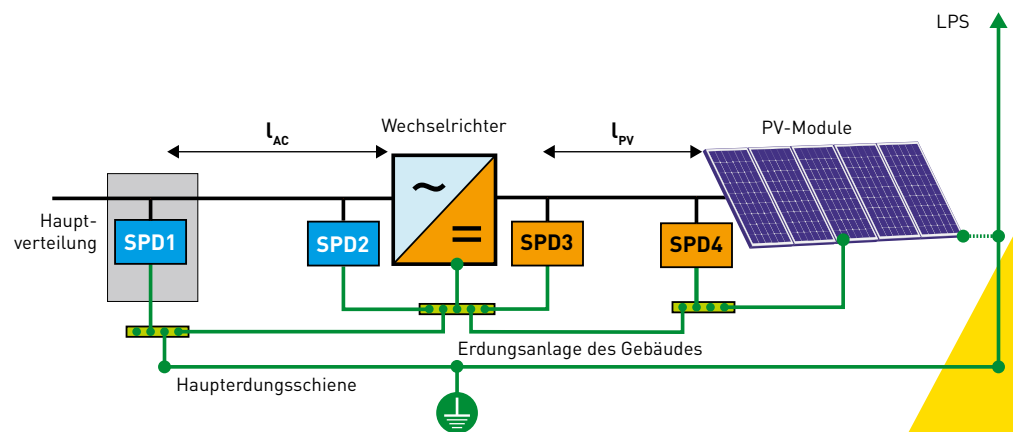 LPS
Wechselrichter
PV-Module
l_AC
l_PV
Haupt-
verteilung
SPD1
SPD2
~
=
SPD3
SPD4
Erdungsanlage des Gebäudes
Haupterdungsschiene